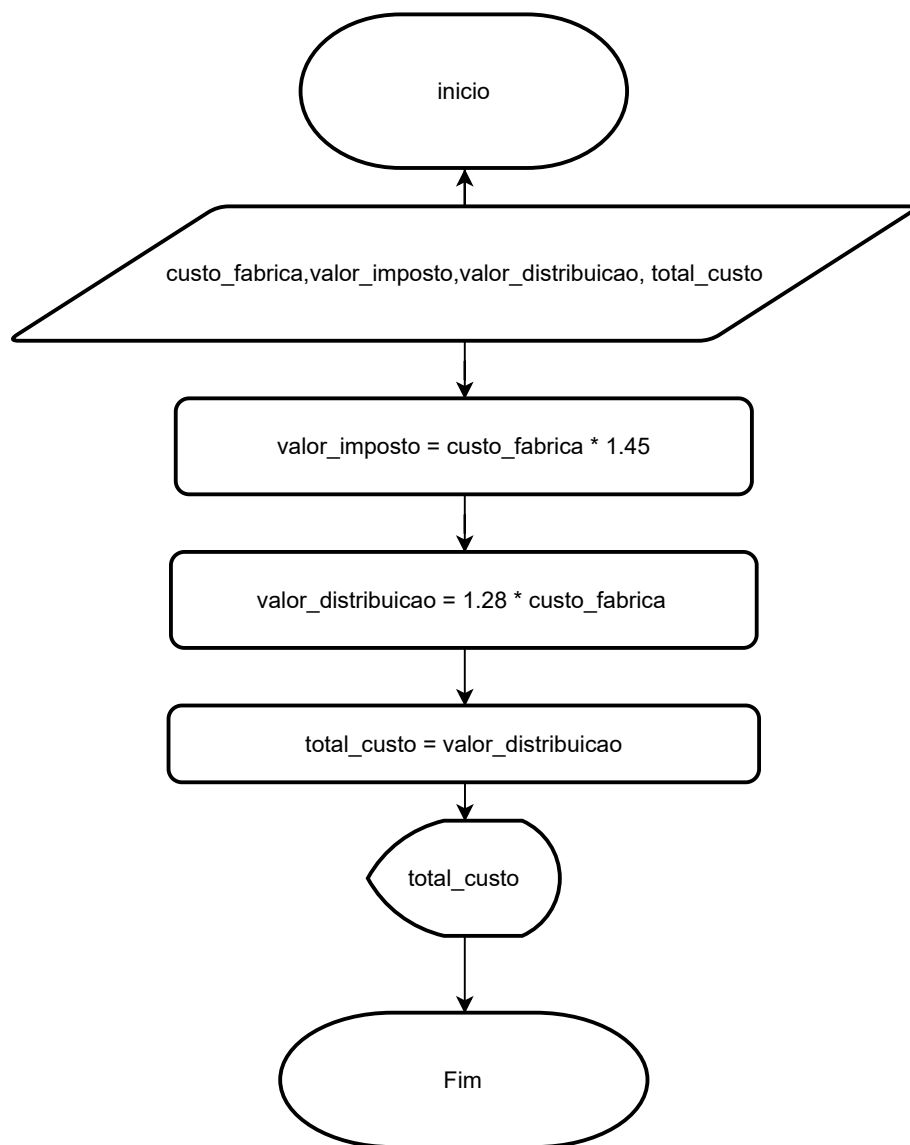 inicio
custo_fabrica,valor_imposto,valor_distribuicao, total_custo
valor_imposto = custo_fabrica * 1.45
valor_distribuicao = 1.28 * custo_fabrica
total_custo = valor_distribuicao
total_custo
Fim